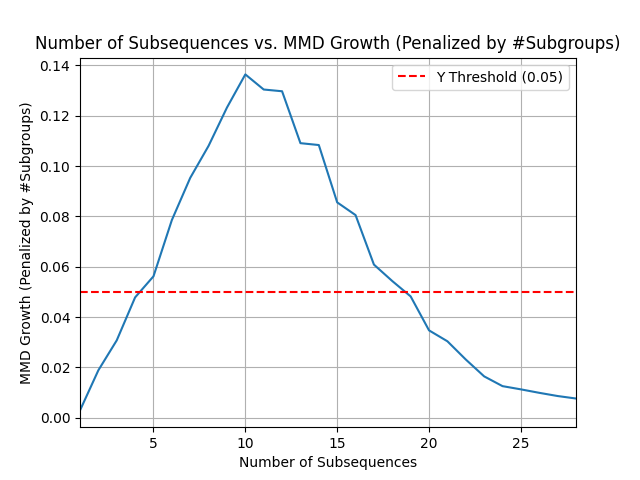 Number of Subsequences vs. MMD Growth (Penalized by #Subgroups)
0.14
0.12
0.10
0.08
0.06
0.04
0.02
0.00
MMD Growth (Penalized by #Subgroups)
Y Threshold (0.05)
5 10 15 20 25
Number of Subsequences